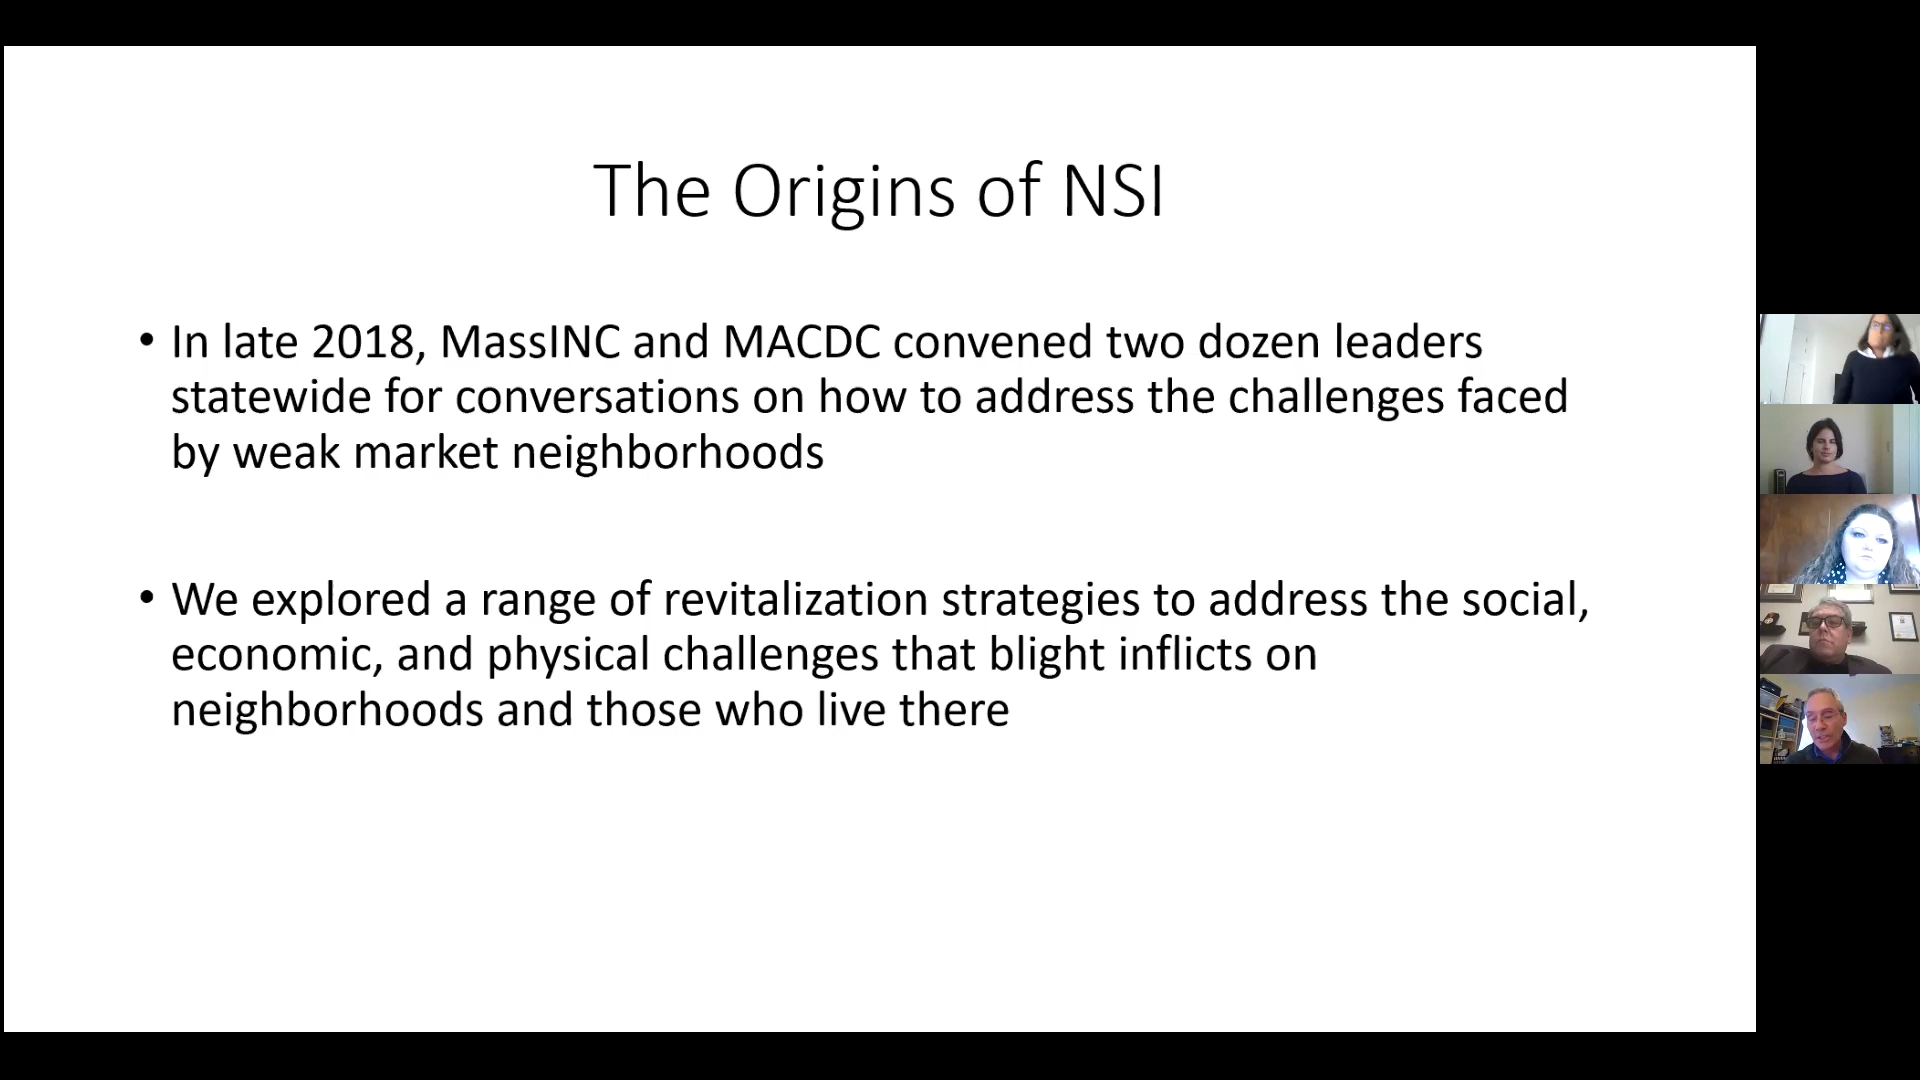 The Origins of NSI
• In late 2018, MassINC and MACDC convened two dozen leaders
statewide for conversations on how to address the challenges faced
by weak market neighborhoods
• We explored a range of revitalization strategies to address the social,
economic, and physical challenges that blight inflicts on
neighborhoods and those who live there